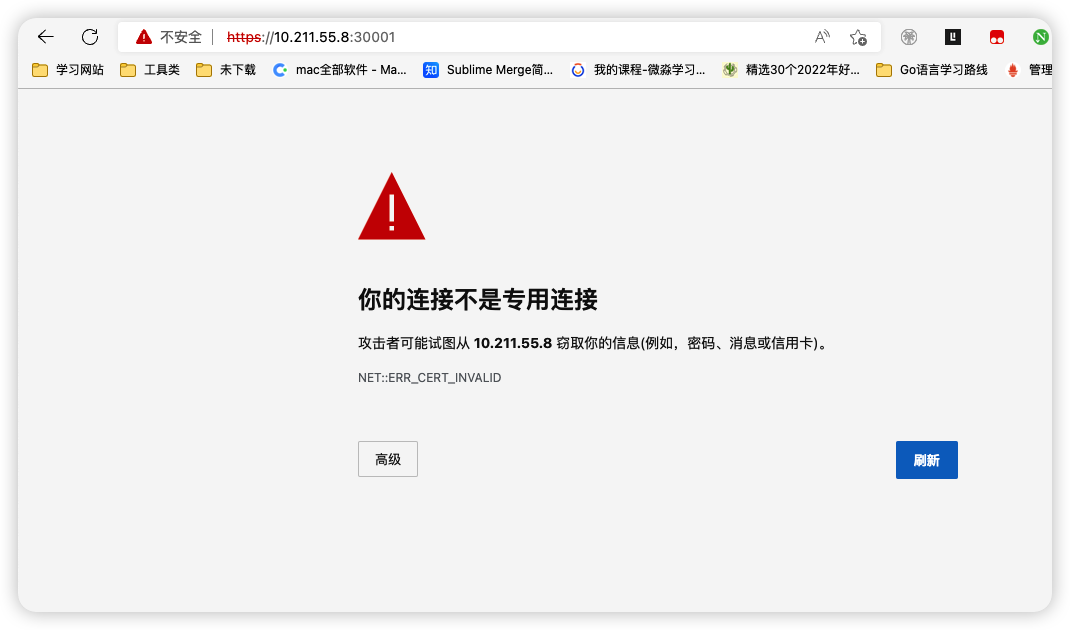 不安全 https://10.211.55.8:30001
学习网站 工具类 未下载 mac全部软件 - Ma... 知 Sublime Merge简... 我的课程-微淼学习... 精选30个2022年好... Go语言学习路线 管理
你的连接不是专用连接
攻击者可能试图从 10.211.55.8 窃取你的信息(例如，密码、消息或信用卡)。
NET::ERR_CERT_INVALID
高级 刷新